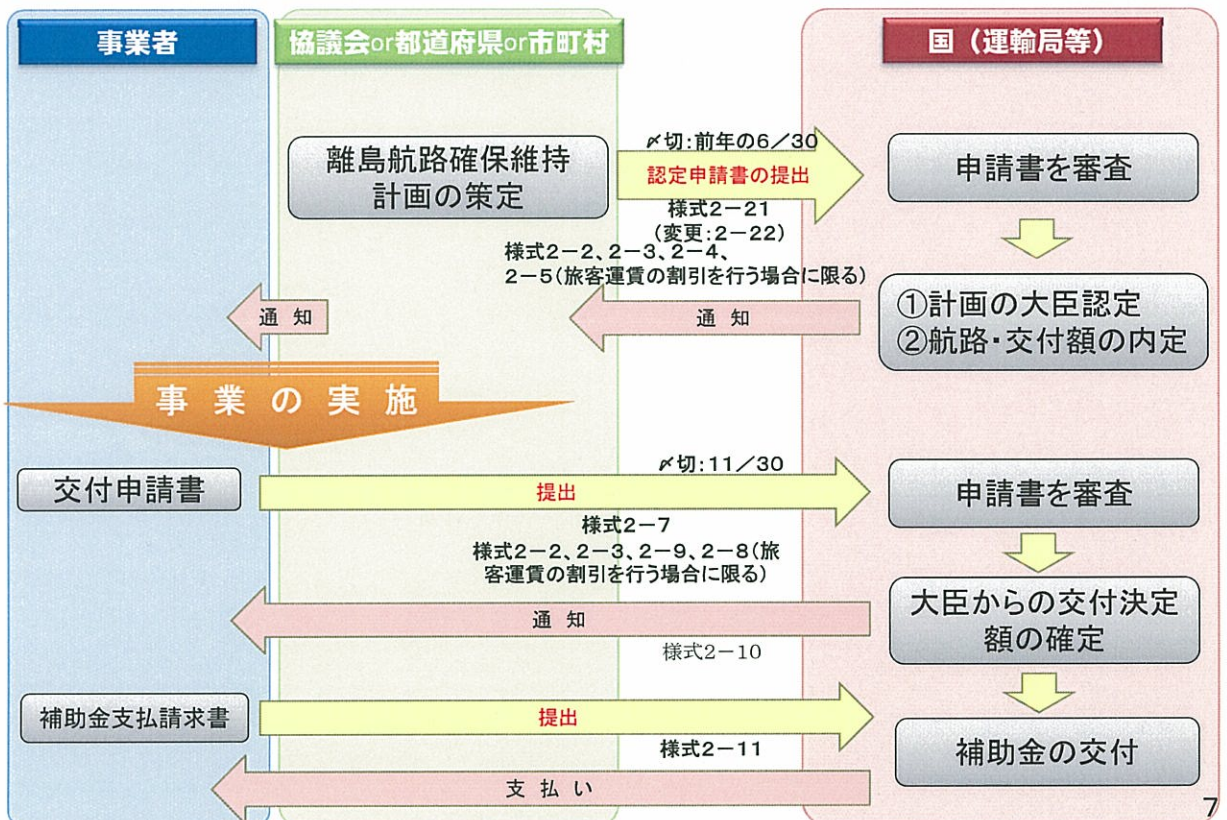 事業者
協議会or都道府県or市町村
国（運輸局等）
離島航路確保維持
計画の策定
〆切:前年の6／30
認定申請書の提出
様式2－21
（変更:2－22）
様式2－2、2－3、2－4、
2－5（旅客運賃の割引を行う場合に限る）
申請書を審査
①計画の大臣認定
②航路・交付額の内定
通 知
通 知
事 業 の 実 施
交付申請書
〆切:11／30
提出
様式2－7
様式2－2、2－3、2－9、2－8（旅
客運賃の割引を行う場合に限る）
申請書を審査
大臣からの交付決定
額の確定
通 知
様式2－10
補助金支払請求書
提出
様式2－11
補助金の交付
支 払 い
7